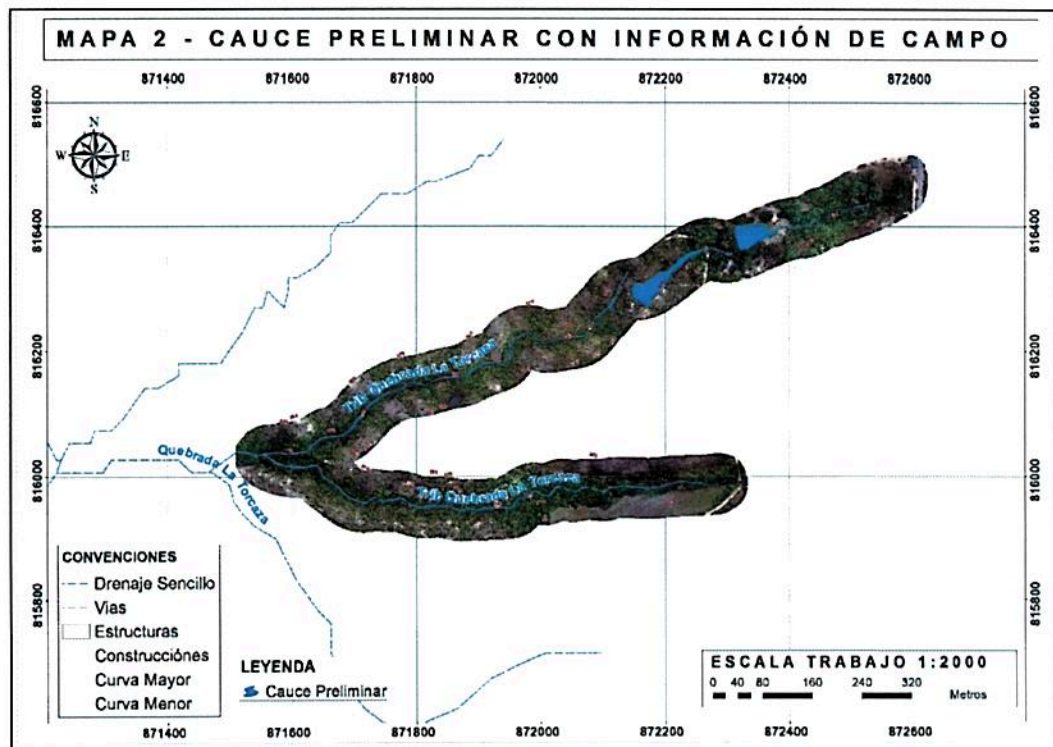 MAPA 2 - CAUCE PRELIMINAR CON INFORMACIÓN DE CAMPO
871400 871600 871800 872000 872200 872400 872600
816600 816600
N
W E
S
816400 816400
816200 816200
Trib Quebrada La Torcaza
Quebrada La Torcaza
816000 816000
Trib Quebrada La Torcaza
CONVENCIONES
Drenaje Sencillo
Vias
Estructuras
Construcciónes
Curva Mayor
Curva Menor
815800 815800
LEYENDA
Cauce Preliminar
ESCALA TRABAJO 1:2000
0 40 80 160 240 320 Metros
871400 871600 871800 872000 872200 872400 872600